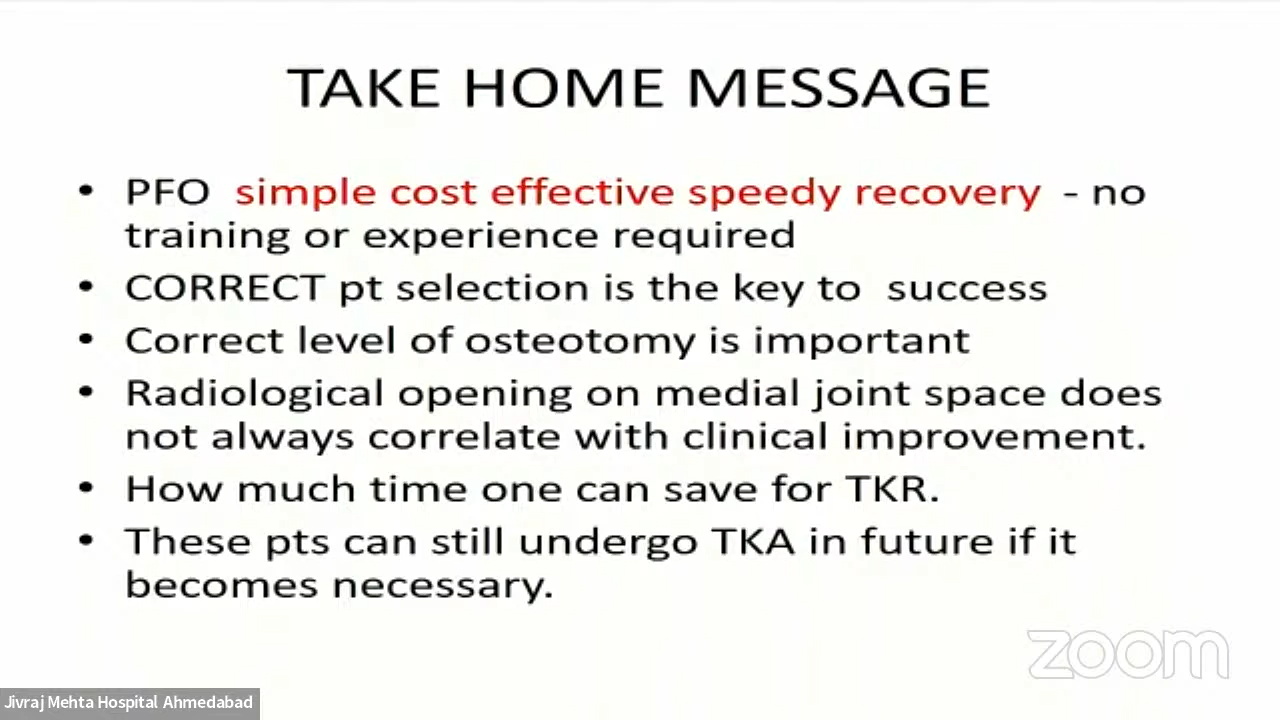 TAKE HOME MESSAGE
• PFO simple cost effective speedy recovery - no
training or experience required
• CORRECT pt selection is the key to success
• Correct level of osteotomy is important
• Radiological opening on medial joint space does
not always correlate with clinical improvement.
• How much time one can save for TKR.
• These pts can still undergo TKA in future if it
becomes necessary.
zoom
Jivraj Mehta Hospital Ahmedabad